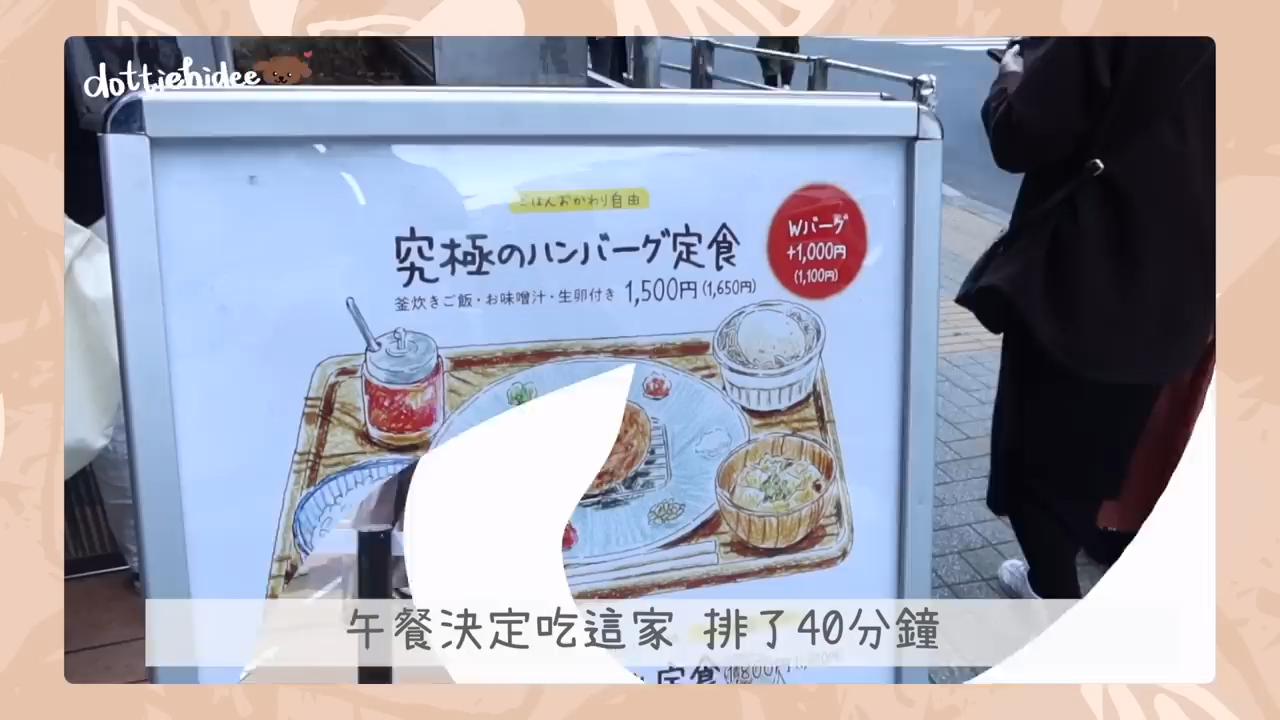 dottiehidee
ごはんおかわり自由
究極のハンバーグ定食
釜炊きご飯・お味噌汁・生卵付き 1,500円(1,650円)
Wバーグ
+1,000円
(1,100円)
午餐決定吃這家 排了40分鐘
定食